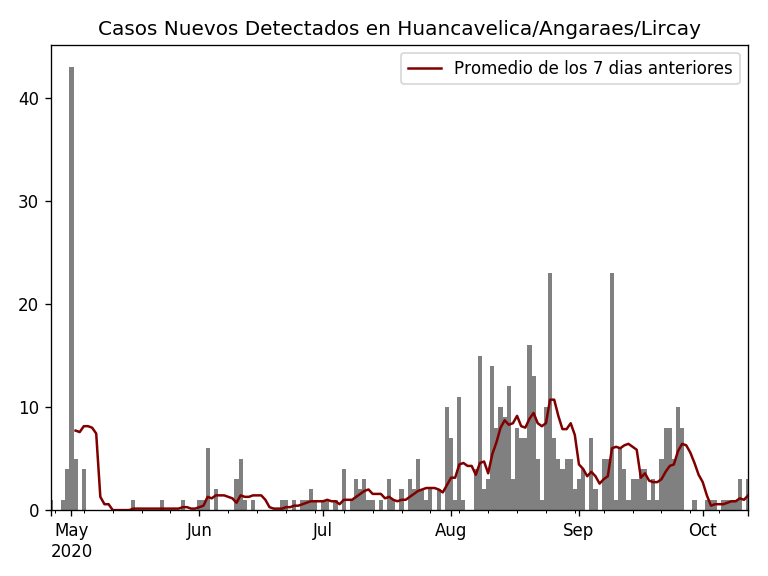 Casos Nuevos Detectados en Huancavelica/Angaraes/Lircay
Promedio de los 7 dias anteriores
40
30
20
10
0
May Jun Jul Aug Sep Oct
2020